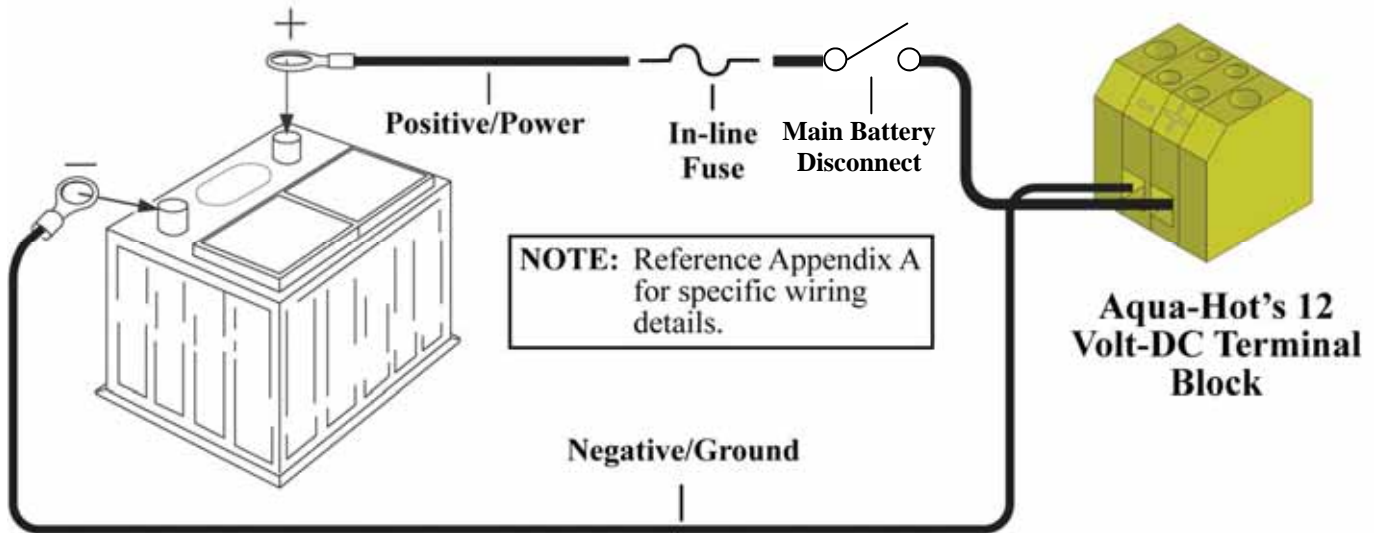 +
Positive/Power
In-line
Fuse
Main Battery
Disconnect
−
NOTE: Reference Appendix A
for specific wiring
details.
- +
Aqua-Hot's 12
Volt-DC Terminal
Block
Negative/Ground